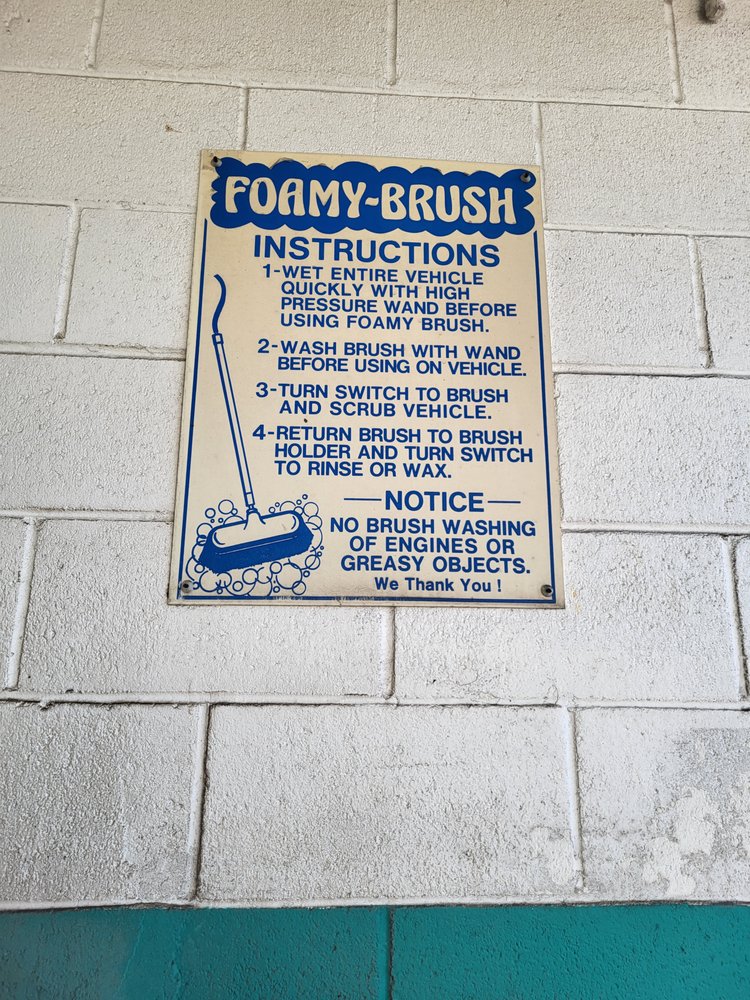 FOAMY-BRUSH
INSTRUCTIONS
1-WET ENTIRE VEHICLE
QUICKLY WITH HIGH
PRESSURE WAND BEFORE
USING FOAMY BRUSH.
2-WASH BRUSH WITH WAND
BEFORE USING ON VEHICLE.
3-TURN SWITCH TO BRUSH
AND SCRUB VEHICLE.
4-RETURN BRUSH TO BRUSH
HOLDER AND TURN SWITCH
TO RINSE OR WAX.
NOTICE
NO BRUSH WASHING
OF ENGINES OR
GREASY OBJECTS.
We Thank You !